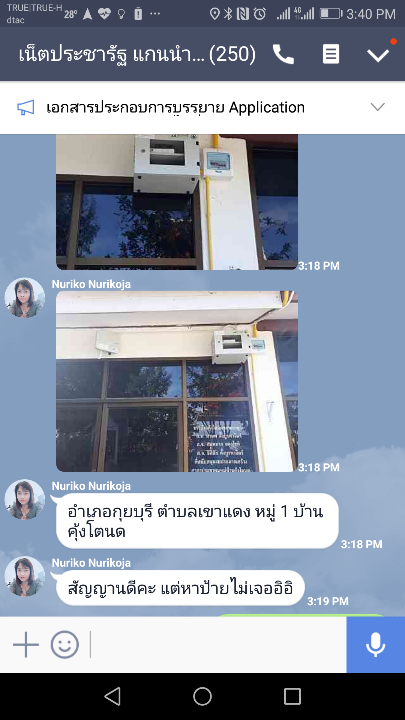 TRUE|TRUE-H
dtac
28°
3:40 PM
เน็ตประชารัฐ แกนนำ... (250)
เอกสารประกอบการบรรยาย Application
3:18 PM
Nuriko Nurikoja
3:18 PM
Nuriko Nurikoja
อำเภอกุยบุรี ตำบลเขาแดง หมู่ 1 บ้าน
คุ้งโตนด
3:18 PM
Nuriko Nurikoja
สัญญานดีคะ แต่หาป้ายไม่เจออิอิ
3:19 PM